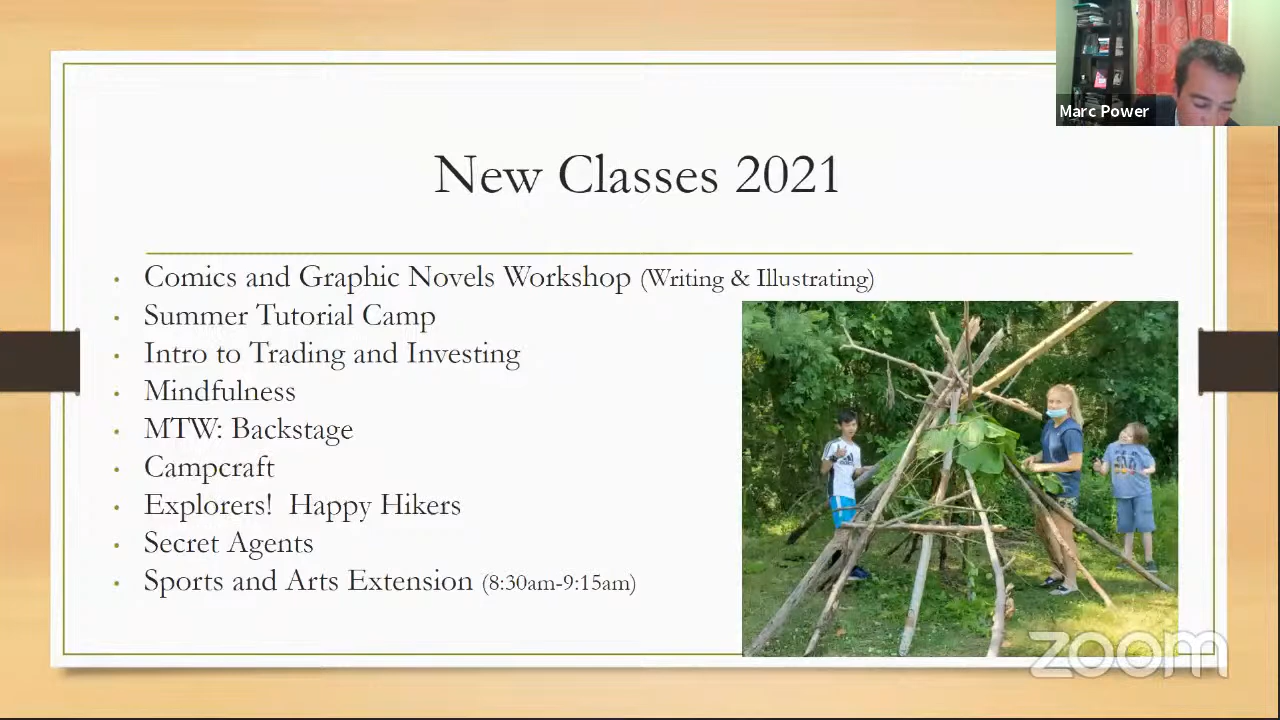 Marc Power
New Classes 2021
Comics and Graphic Novels Workshop (Writing & Illustrating)
Summer Tutorial Camp
Intro to Trading and Investing
Mindfulness
MTW: Backstage
Campcraft
Explorers!  Happy Hikers
Secret Agents
Sports and Arts Extension (8:30am-9:15am)
zoom